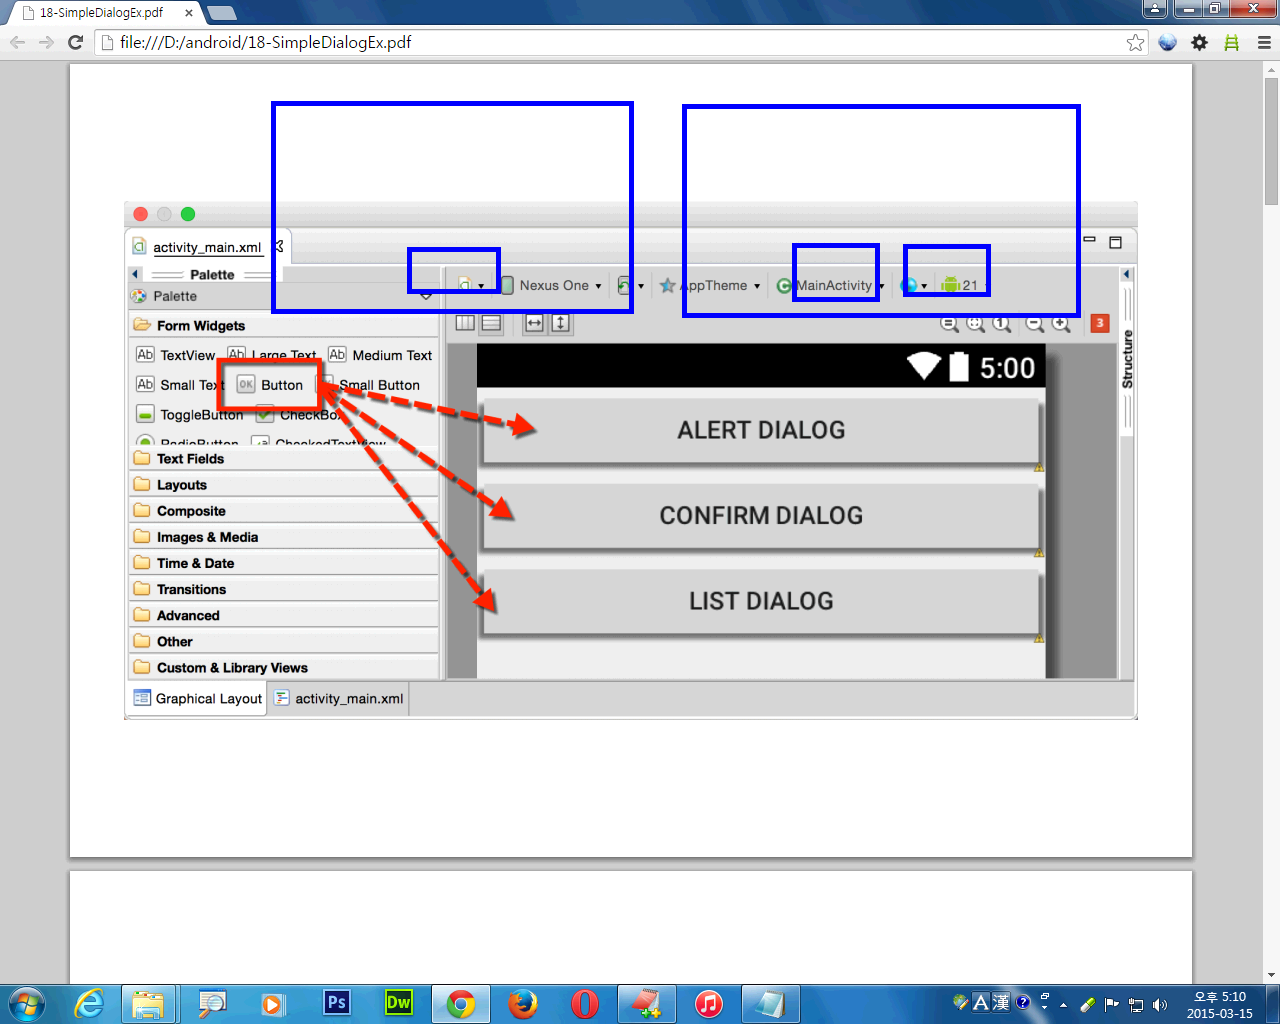 18-SimpleDialogEx.pdf
file:///D:/android/18-SimpleDialogEx.pdf
activity_main.xml
Palette
Nexus One
AppTheme
MainActivity
21
Palette
3
Form Widgets
TextView
Large Text
Medium Text
Small Text
Button
Small Button
ToggleButton
CheckBox
RadioButton
CheckedTextView
Text Fields
Layouts
Composite
Images & Media
Time & Date
Transitions
Advanced
Other
Custom & Library Views
Structure
5:00
ALERT DIALOG
CONFIRM DIALOG
LIST DIALOG
Graphical Layout
activity_main.xml
Ps
Dw
A 漢
오후 5:10
2015-03-15